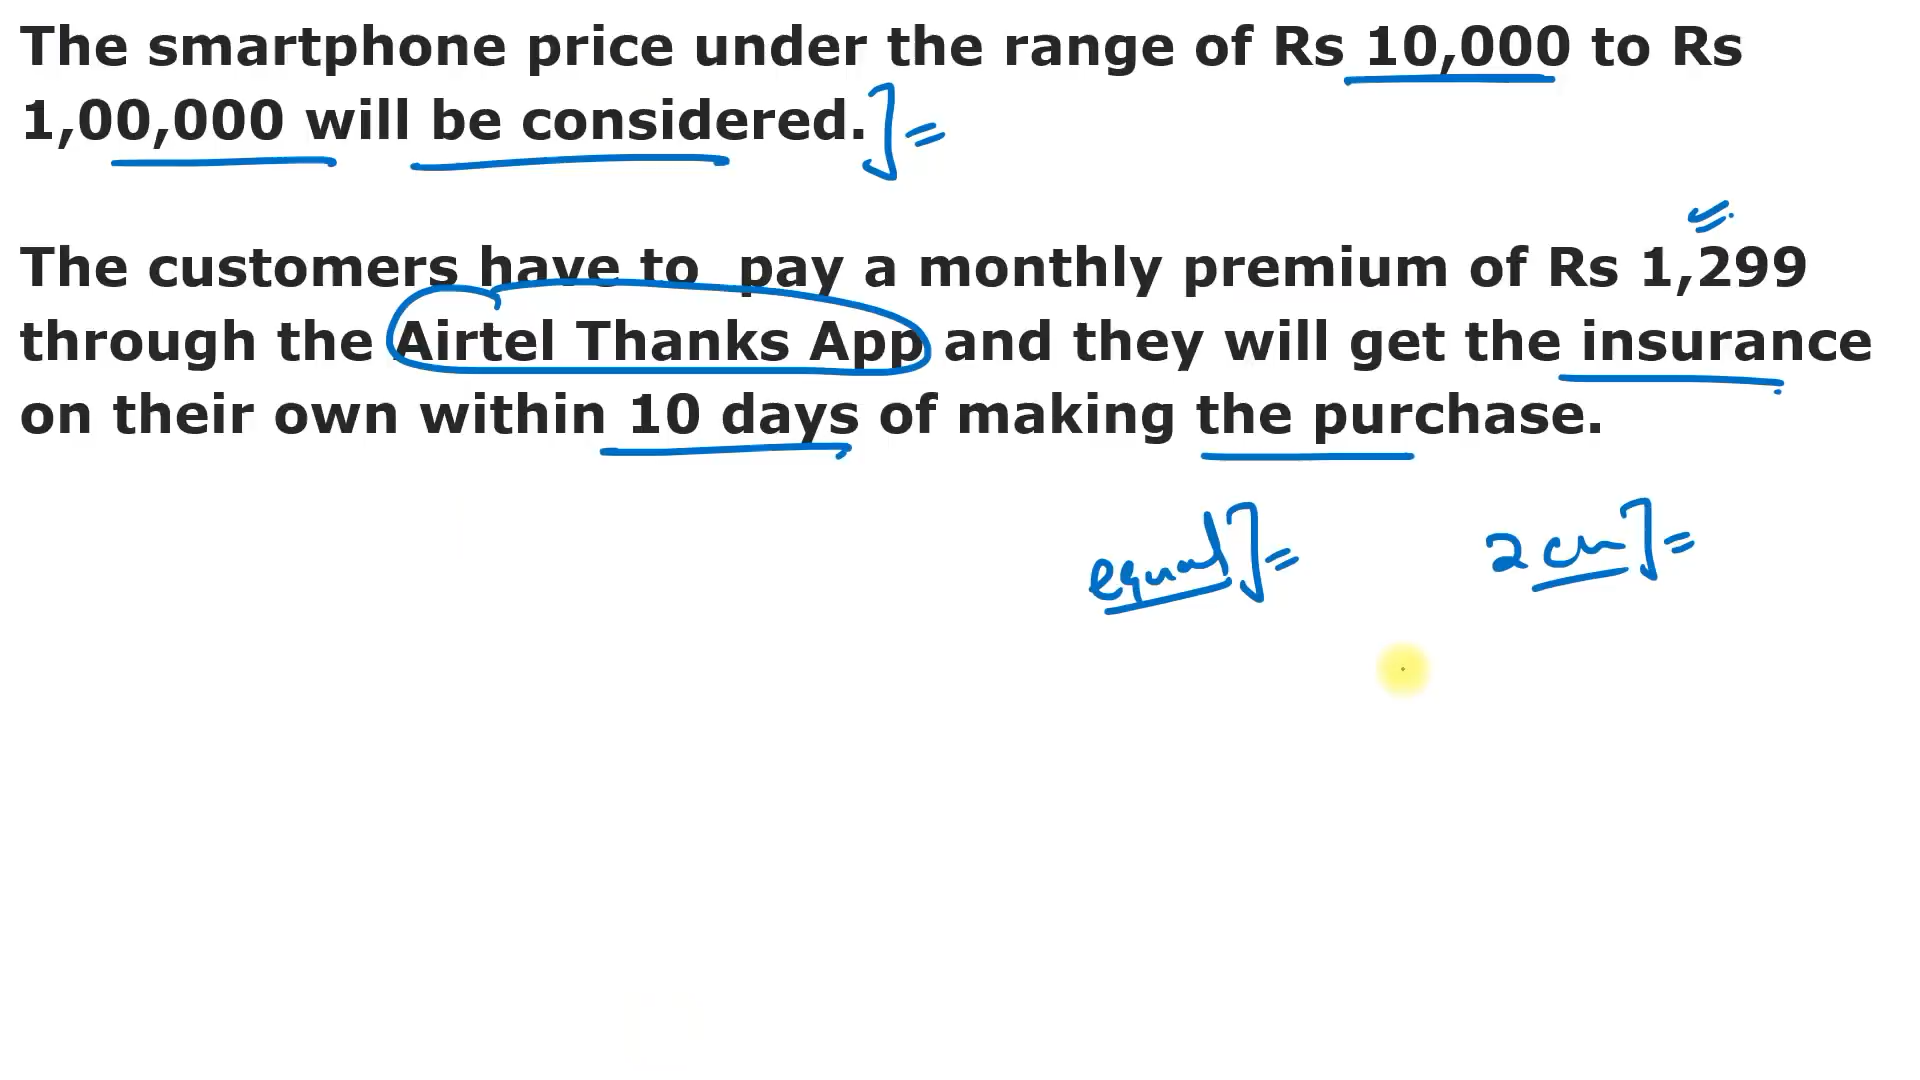 The smartphone price under the range of Rs 10,000 to Rs
1,00,000 will be considered.
The customers have to pay a monthly premium of Rs 1,299
through the Airtel Thanks App and they will get the insurance
on their own within 10 days of making the purchase.
equal